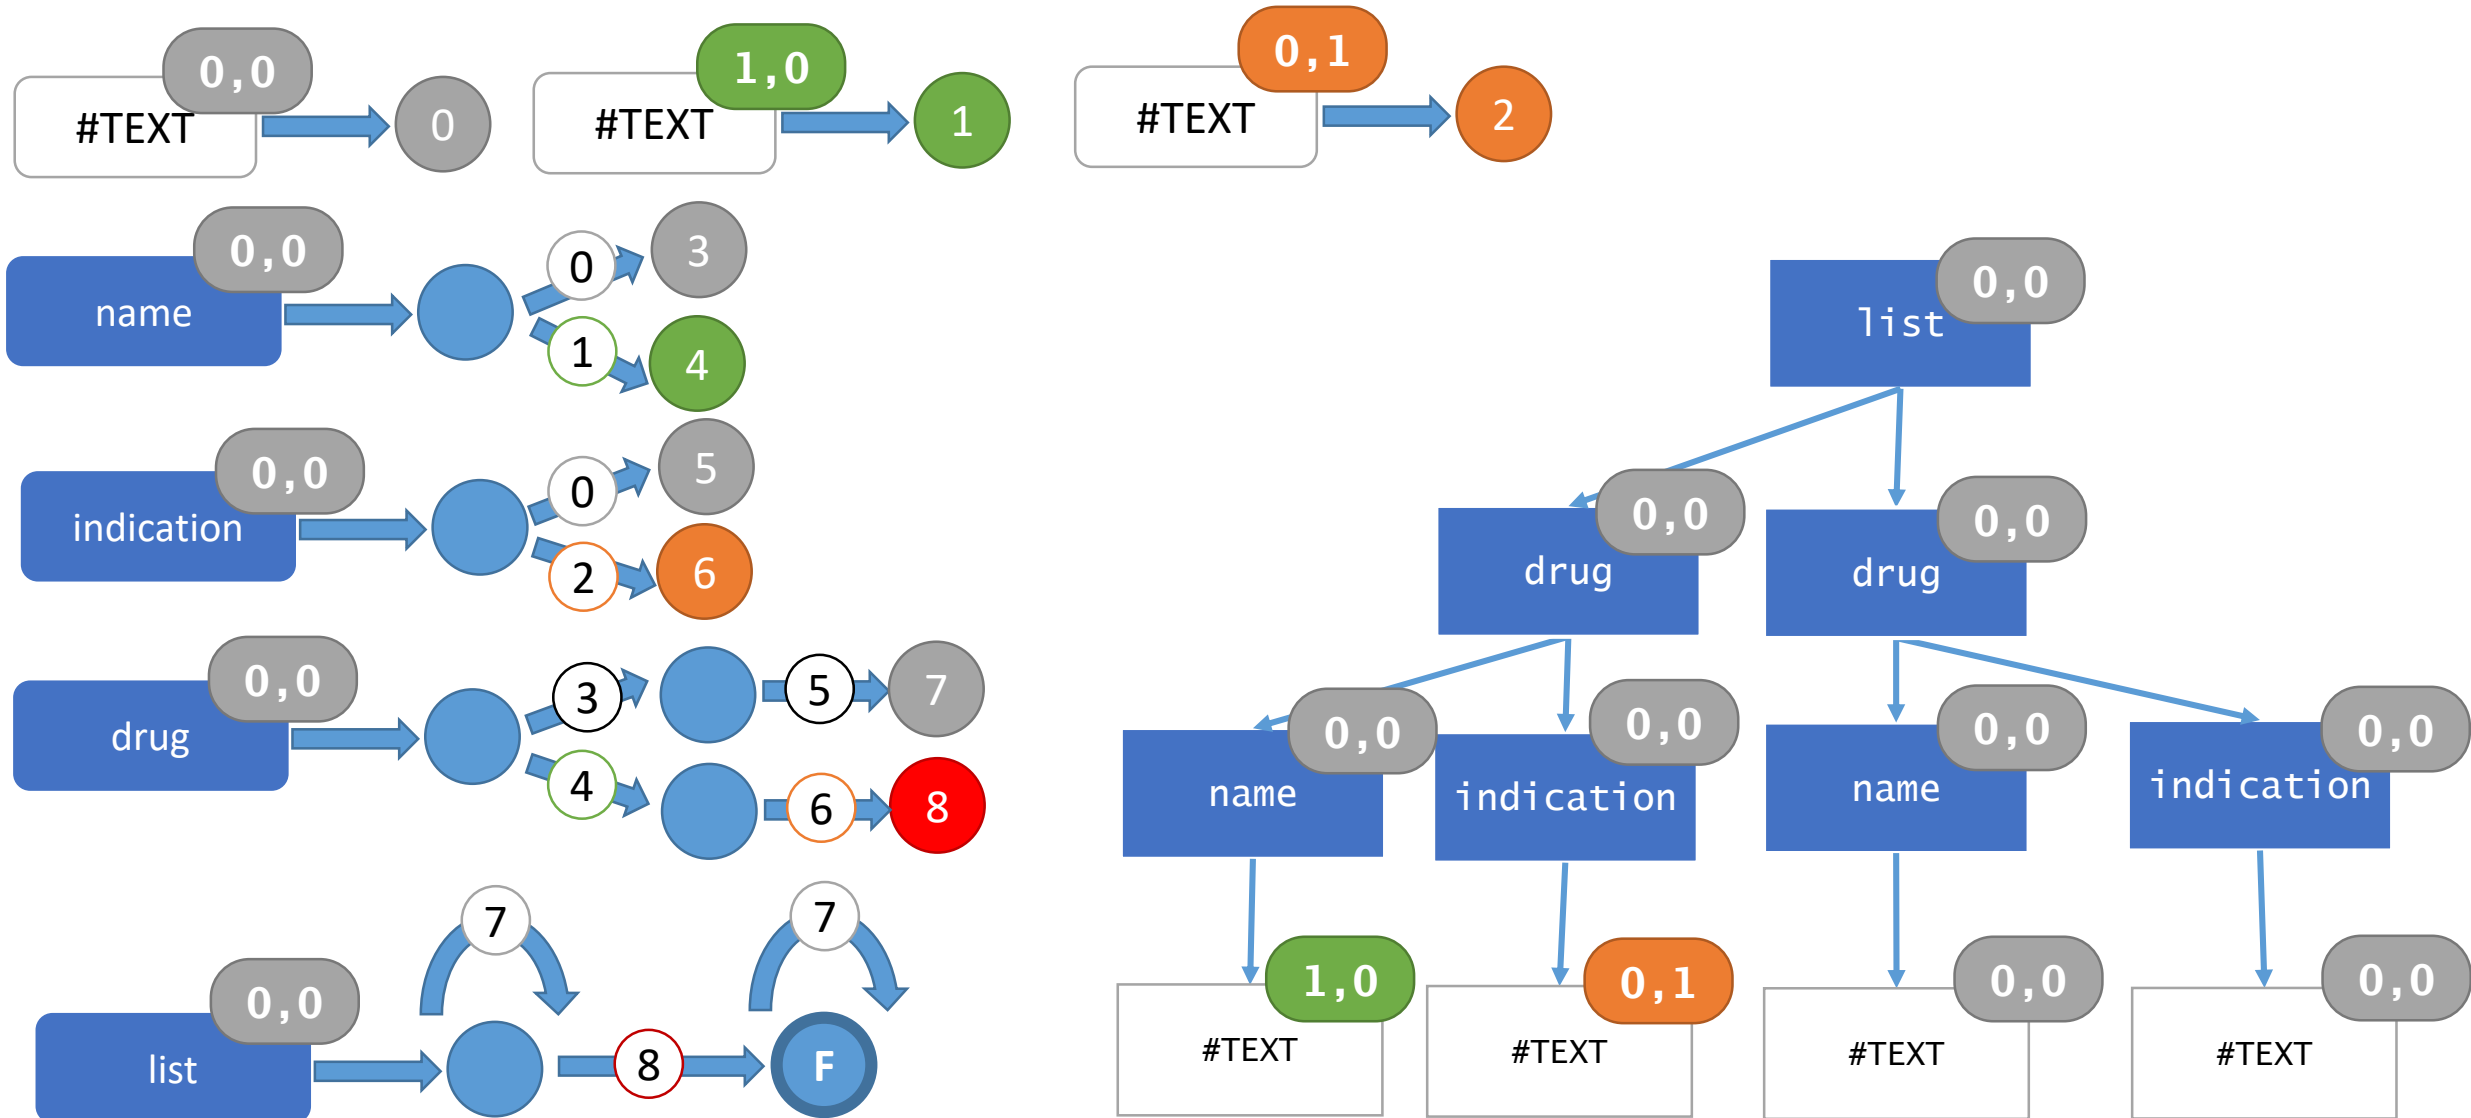 0,0
#TEXT
0
1,0
#TEXT
1
0,1
#TEXT
2
0,0
name
0
3
1
4
0,0
indication
0
5
2
6
0,0
drug
3
5
7
4
6
8
0,0
list
7
8
7
F
0,0
list
0,0
drug
0,0
drug
0,0
name
0,0
indication
0,0
name
0,0
indication
1,0
#TEXT
0,1
#TEXT
0,0
#TEXT
0,0
#TEXT